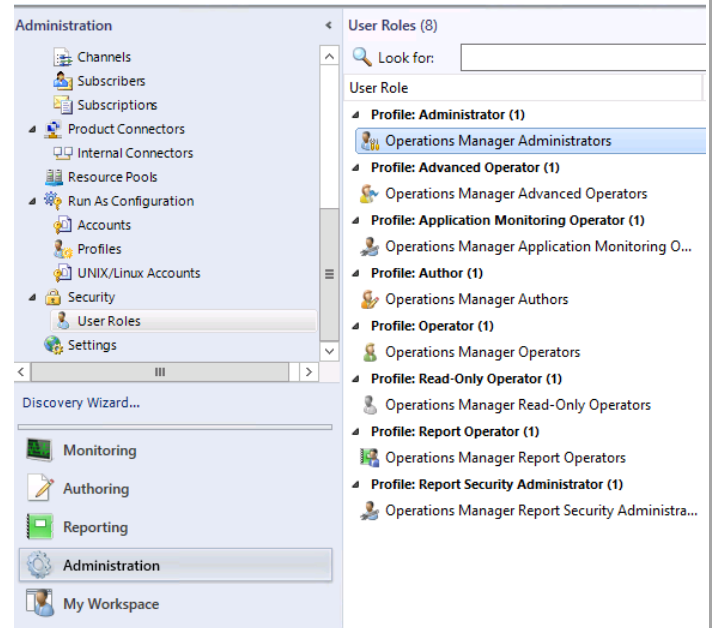 Administration
Channels
Subscribers
Subscriptions
Product Connectors
Internal Connectors
Resource Pools
Run As Configuration
Accounts
Profiles
UNIX/Linux Accounts
Security
User Roles
Settings
Discovery Wizard...
Monitoring
Authoring
Reporting
Administration
My Workspace
User Roles (8)
Look for:
User Role
Profile: Administrator (1)
Operations Manager Administrators
Profile: Advanced Operator (1)
Operations Manager Advanced Operators
Profile: Application Monitoring Operator (1)
Operations Manager Application Monitoring O...
Profile: Author (1)
Operations Manager Authors
Profile: Operator (1)
Operations Manager Operators
Profile: Read-Only Operator (1)
Operations Manager Read-Only Operators
Profile: Report Operator (1)
Operations Manager Report Operators
Profile: Report Security Administrator (1)
Operations Manager Report Security Administra...